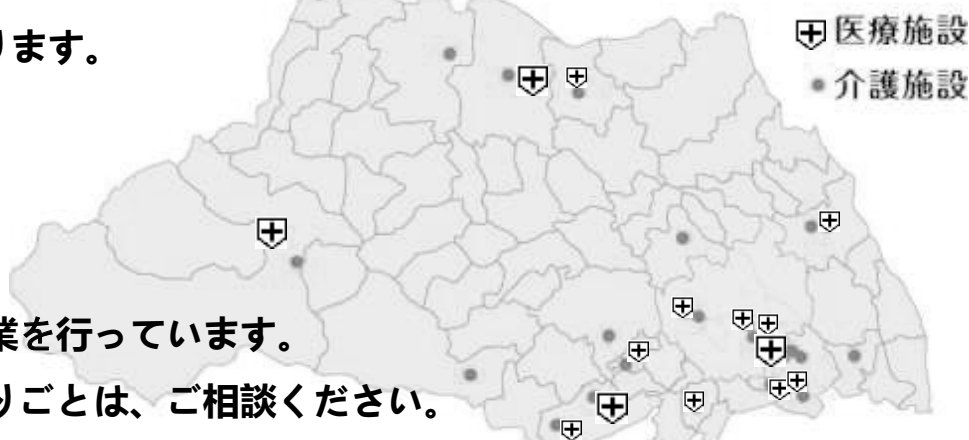 ります。
医療施設
介護施設
業を行っています。
りごとは、ご相談ください。